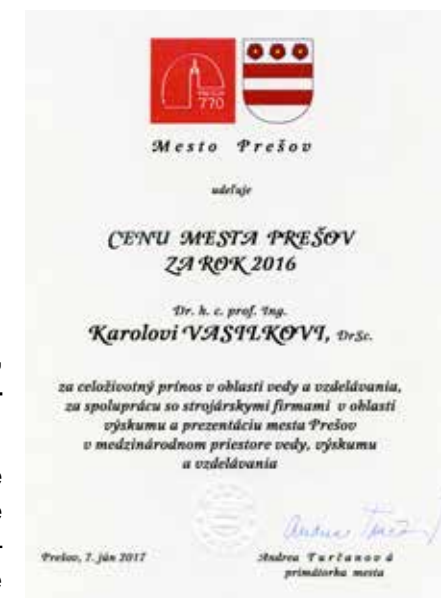 PREŠOV
770
Mesto Prešov
udeľuje
CENU MESTA PREŠOV
ZA ROK 2016
Dr. h. c. prof. Ing.
Karolovi VASILKOVI, DrSc.
za celoživotný prínos v oblasti vedy a vzdelávania,
za spoluprácu so strojárskymi firmami v oblasti
výskumu a prezentáciu mesta Prešov
v medzinárodnom priestore vedy, výskumu
a vzdelávania
Prešov, 7. jún 2017
Andrea Turčanová
primátorka mesta